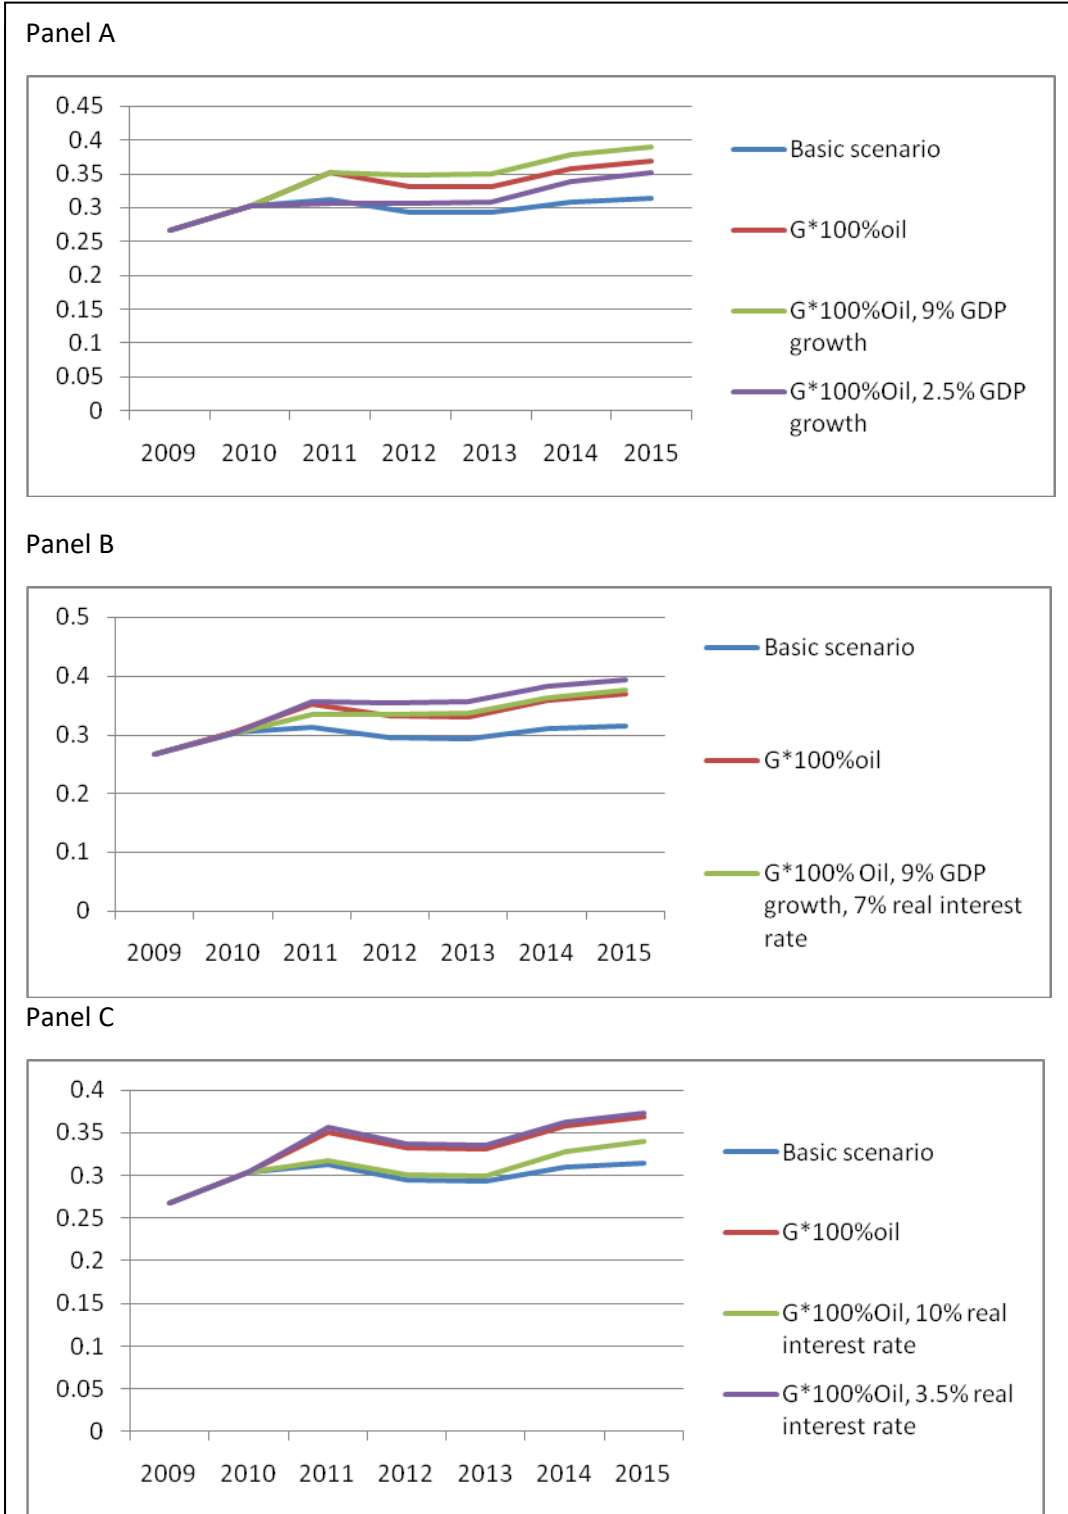 Panel A
0.45
0.4
0.35
0.3
0.25
0.2
0.15
0.1
0.05
0
2009 2010 2011 2012 2013 2014 2015
Basic scenario
G*100%oil
G*100%Oil, 9% GDP
growth
G*100%Oil, 2.5% GDP
growth
Panel B
0.5
0.4
0.3
0.2
0.1
0
2009 2010 2011 2012 2013 2014 2015
Basic scenario
G*100%oil
G*100% Oil, 9% GDP
growth, 7% real interest
rate
Panel C
0.4
0.35
0.3
0.25
0.2
0.15
0.1
0.05
0
2009 2010 2011 2012 2013 2014 2015
Basic scenario
G*100%oil
G*100%Oil, 10% real
interest rate
G*100%Oil, 3.5% real
interest rate